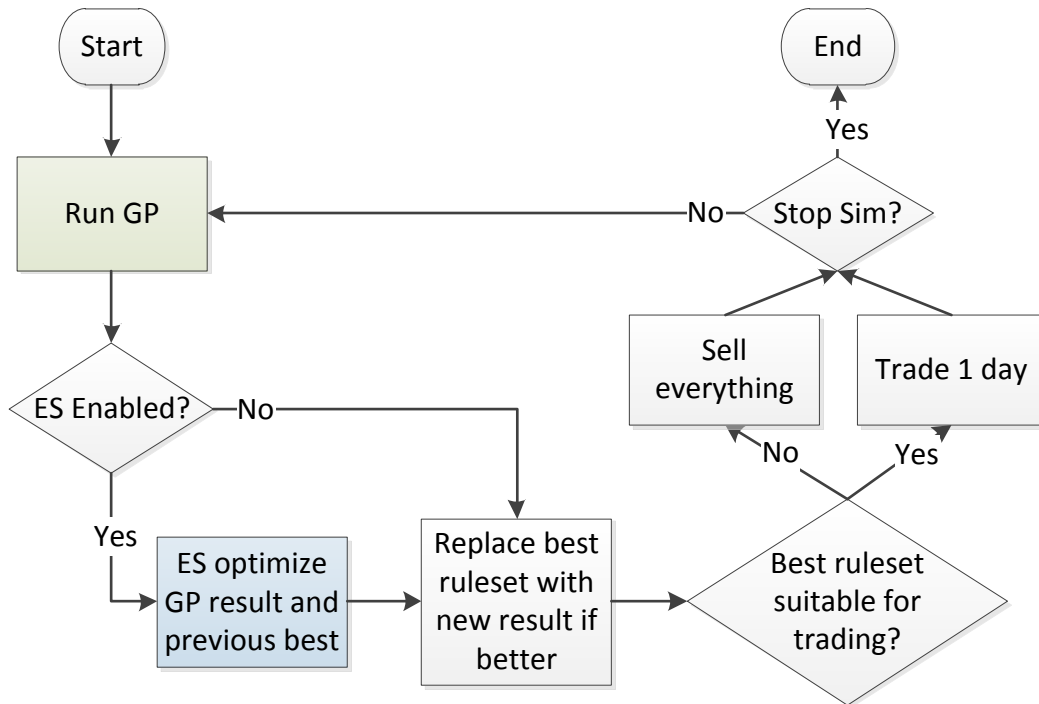 Start
End
Yes
Run GP
No
Stop Sim?
Sell
everything
Trade 1 day
ES Enabled?
No
No
Yes
Yes
ES optimize
GP result and
previous best
Replace best
ruleset with
new result if
better
Best ruleset
suitable for
trading?